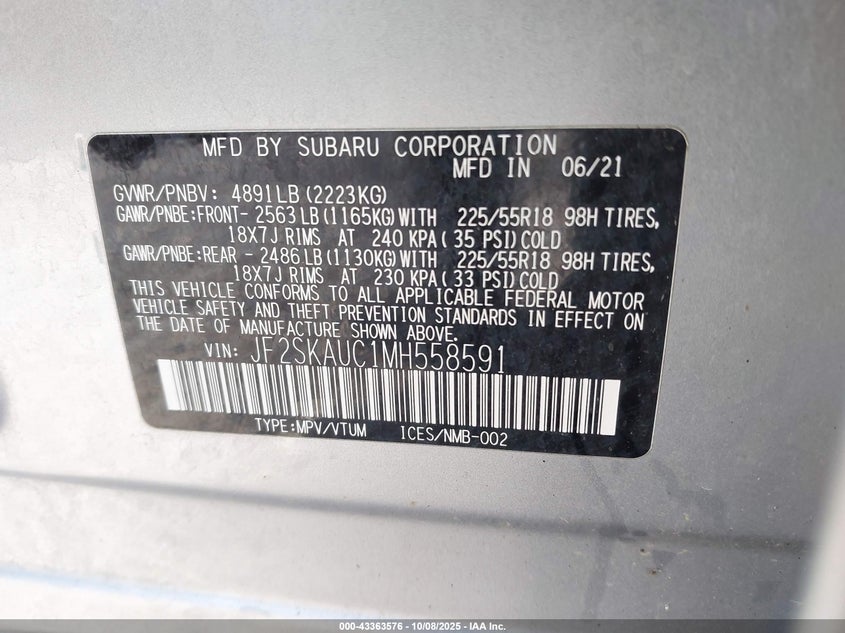 MFD BY SUBARU CORPORATION
MFD IN 06/21
GVWR/PNBV: 4891LB (2223KG)
GAWR/PNBE:FRONT- 2563LB (1165KG) WITH 225/55R18 98H TIRES,
18X7J RIMS AT 240 KPA( 35 PSI) COLD
GAWR/PNBE:REAR - 2486LB (1130KG) WITH 225/55R18 98H TIRES,
18X7J RIMS AT 230 KPA( 33 PSI) COLD
THIS VEHICLE CONFORMS TO ALL APPLICABLE FEDERAL MOTOR
VEHICLE SAFETY AND THEFT PREVENTION STANDARDS IN EFFECT ON
THE DATE OF MANUFACTURE SHOWN ABOVE.
VIN: JF2SKAUC1MH558591
TYPE:MPV/VTUM ICES/NMB-002
000-43363576 - 10/08/2025 - IAA Inc.